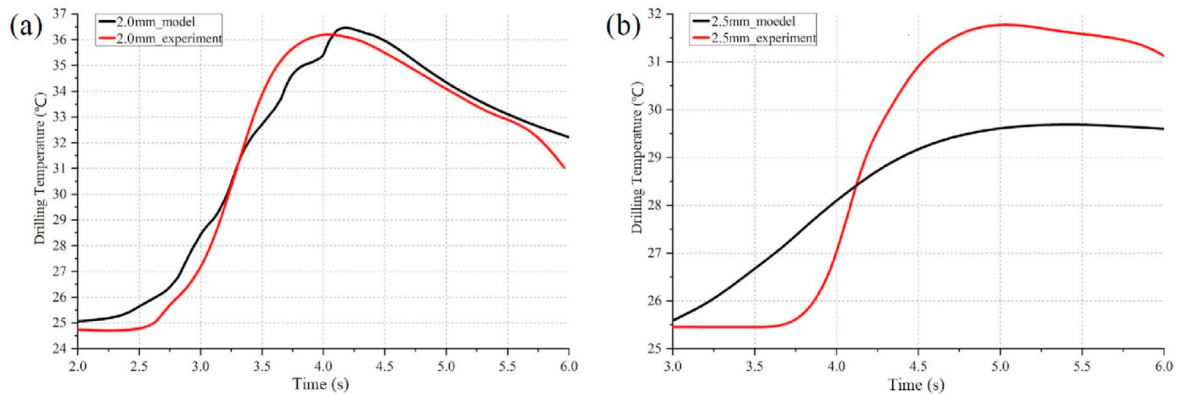 (a)
2.0mm_model
2.0mm_experiment
Drilling Temperature (℃)
37
36
35
34
33
32
31
30
29
28
27
26
25
24
2.0 2.5 3.0 3.5 4.0 4.5 5.0 5.5 6.0
Time (s)
(b)
2.5mm_moedel
2.5mm_experiment
Drilling Temperature (℃)
32
31
30
29
28
27
26
25
3.0 3.5 4.0 4.5 5.0 5.5 6.0
Time (s)